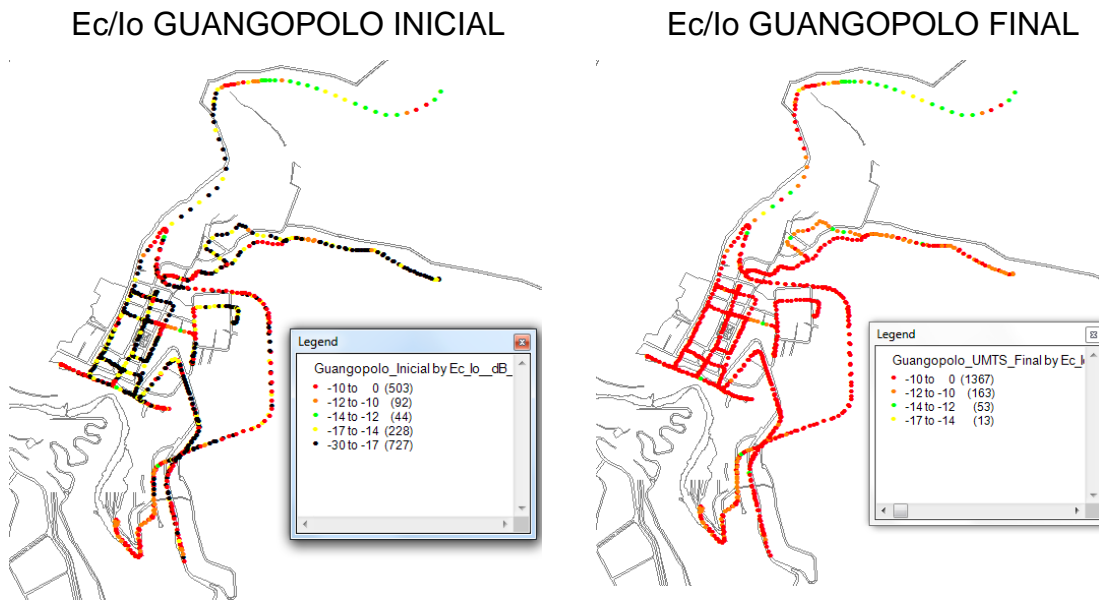 Ec/Io GUANGOPOLO INICIAL
Legend
Guangopolo_Inicial by Ec_Io__dB_
-10 to 0 (503)
-12 to -10 (92)
-14 to -12 (44)
-17 to -14 (228)
-30 to -17 (727)
Ec/Io GUANGOPOLO FINAL
Legend
Guangopolo_UMTS_Final by Ec_I
-10 to 0 (1367)
-12 to -10 (163)
-14 to -12 (53)
-17 to -14 (13)